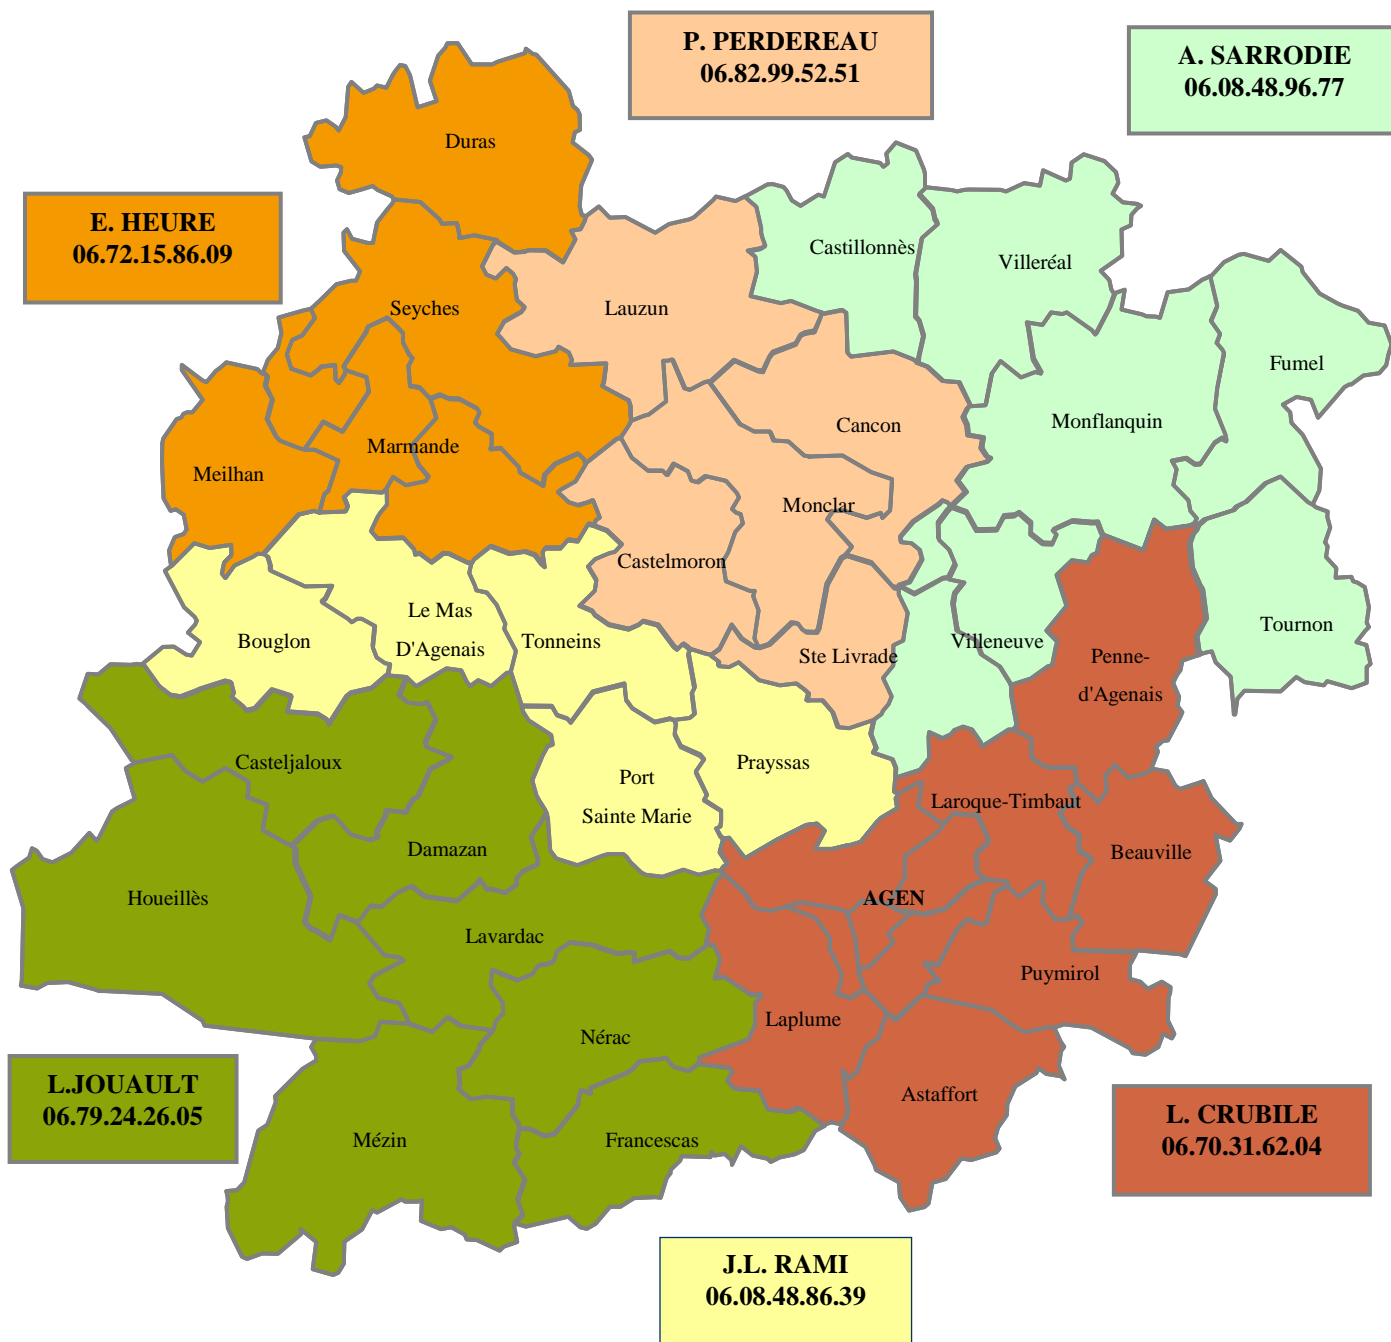 P. PERDEREAU
06.82.99.52.51
A. SARRODIE
06.08.48.96.77
E. HEURE
06.72.15.86.09
Duras
Castillonnès
Villeréal
Seyches
Lauzun
Fumel
Cancon
Monflanquin
Marmande
Meilhan
Monclar
Castelmoron
Le Mas
D'Agenais
Bouglon
Tonneins
Ste Livrade
Villeneuve
Tournon
Penne-
d'Agenais
Casteljaloux
Prayssas
Port
Sainte Marie
Laroque-Timbaut
Damazan
Beauville
Houeillès
AGEN
Lavardac
Puymirol
Laplume
Nérac
Astaffort
Mézin
Francescas
L.JOUAULT
06.79.24.26.05
L. CRUBILE
06.70.31.62.04
J.L. RAMI
06.08.48.86.39